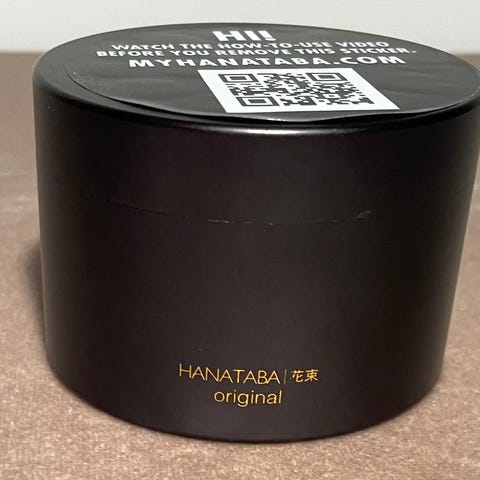 HI!
WATCH THE HOW-TO-USE VIDEO
BEFORE YOU REMOVE THIS STICKER.
MYHANATABA.COM
HANATABA|花束
original